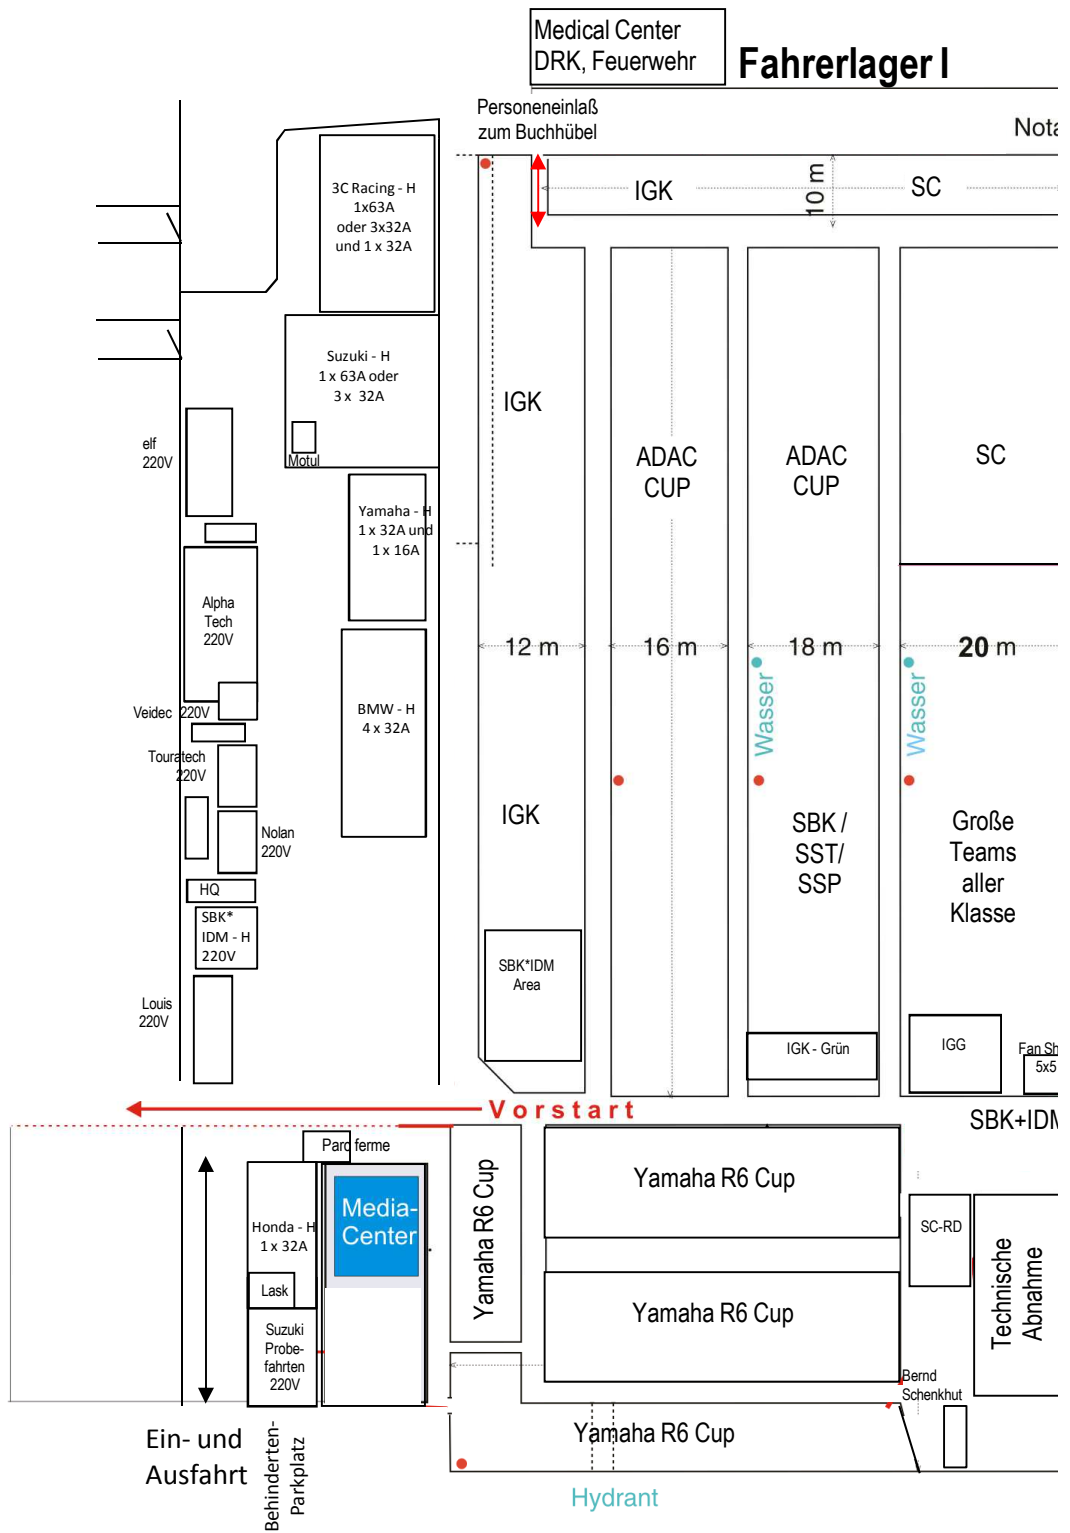 Medical Center
DRK, Feuerwehr
Fahrerlager I
Personeneinlaß
zum Buchhübel
Nota
3C Racing - H
1x63A
oder 3x32A
und 1 x 32A
IGK
10 m
SC
Suzuki - H
1 x 63A oder
3 x 32A
Motul
IGK
elf
220V
ADAC
CUP
ADAC
CUP
SC
Yamaha - H
1 x 32A und
1 x 16A
Alpha
Tech
220V
12 m
16 m
18 m
20 m
Wasser
Wasser
Veidec 220V
BMW - H
4 x 32A
Touratech
220V
Nolan
220V
IGK
SBK /
SST/
SSP
Große
Teams
aller
Klasse
HQ
SBK*
IDM - H
220V
SBK*IDM
Area
Louis
220V
IGK - Grün
IGG
Fan Sh
5x5
Vorstart
SBK+IDM
Parc ferme
Media-
Center
Honda - H
1 x 32A
Lask
Suzuki
Probe-
fahrten
220V
Yamaha R6 Cup
Yamaha R6 Cup
Yamaha R6 Cup
SC-RD
Technische
Abnahme
Bernd
Schenkhut
Yamaha R6 Cup
Ein- und
Ausfahrt
Behinderten-
Parkplatz
Hydrant